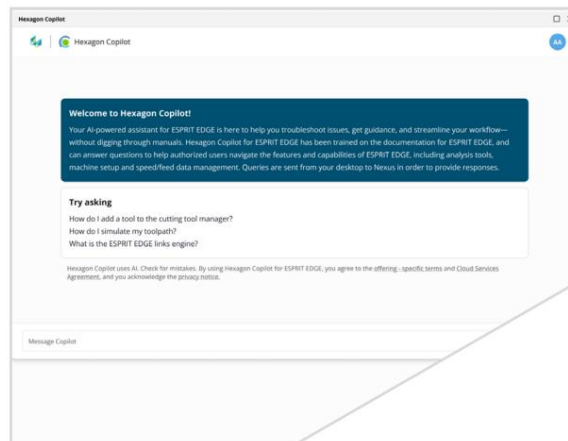 Hexagon Copilot
Hexagon Copilot
AA
Welcome to Hexagon Copilot!
Your AI-powered assistant for ESPRIT EDGE is here to help you troubleshoot issues, get guidance, and streamline your workflow—
without digging through manuals. Hexagon Copilot for ESPRIT EDGE has been trained on the documentation for ESPRIT EDGE, and
can answer questions to help authorized users navigate the features and capabilities of ESPRIT EDGE, including analysis tools,
machine setup and speed/feed data management. Queries are sent from your desktop to Nexus in order to provide responses.
Try asking
How do I add a tool to the cutting tool manager?
How do I simulate my toolpath?
What is the ESPRIT EDGE links engine?
Hexagon Copilot uses AI. Check for mistakes. By using Hexagon Copilot for ESPRIT EDGE, you agree to the offering - specific terms and Cloud Services
Agreement, and you acknowledge the privacy notice.
Message Copilot